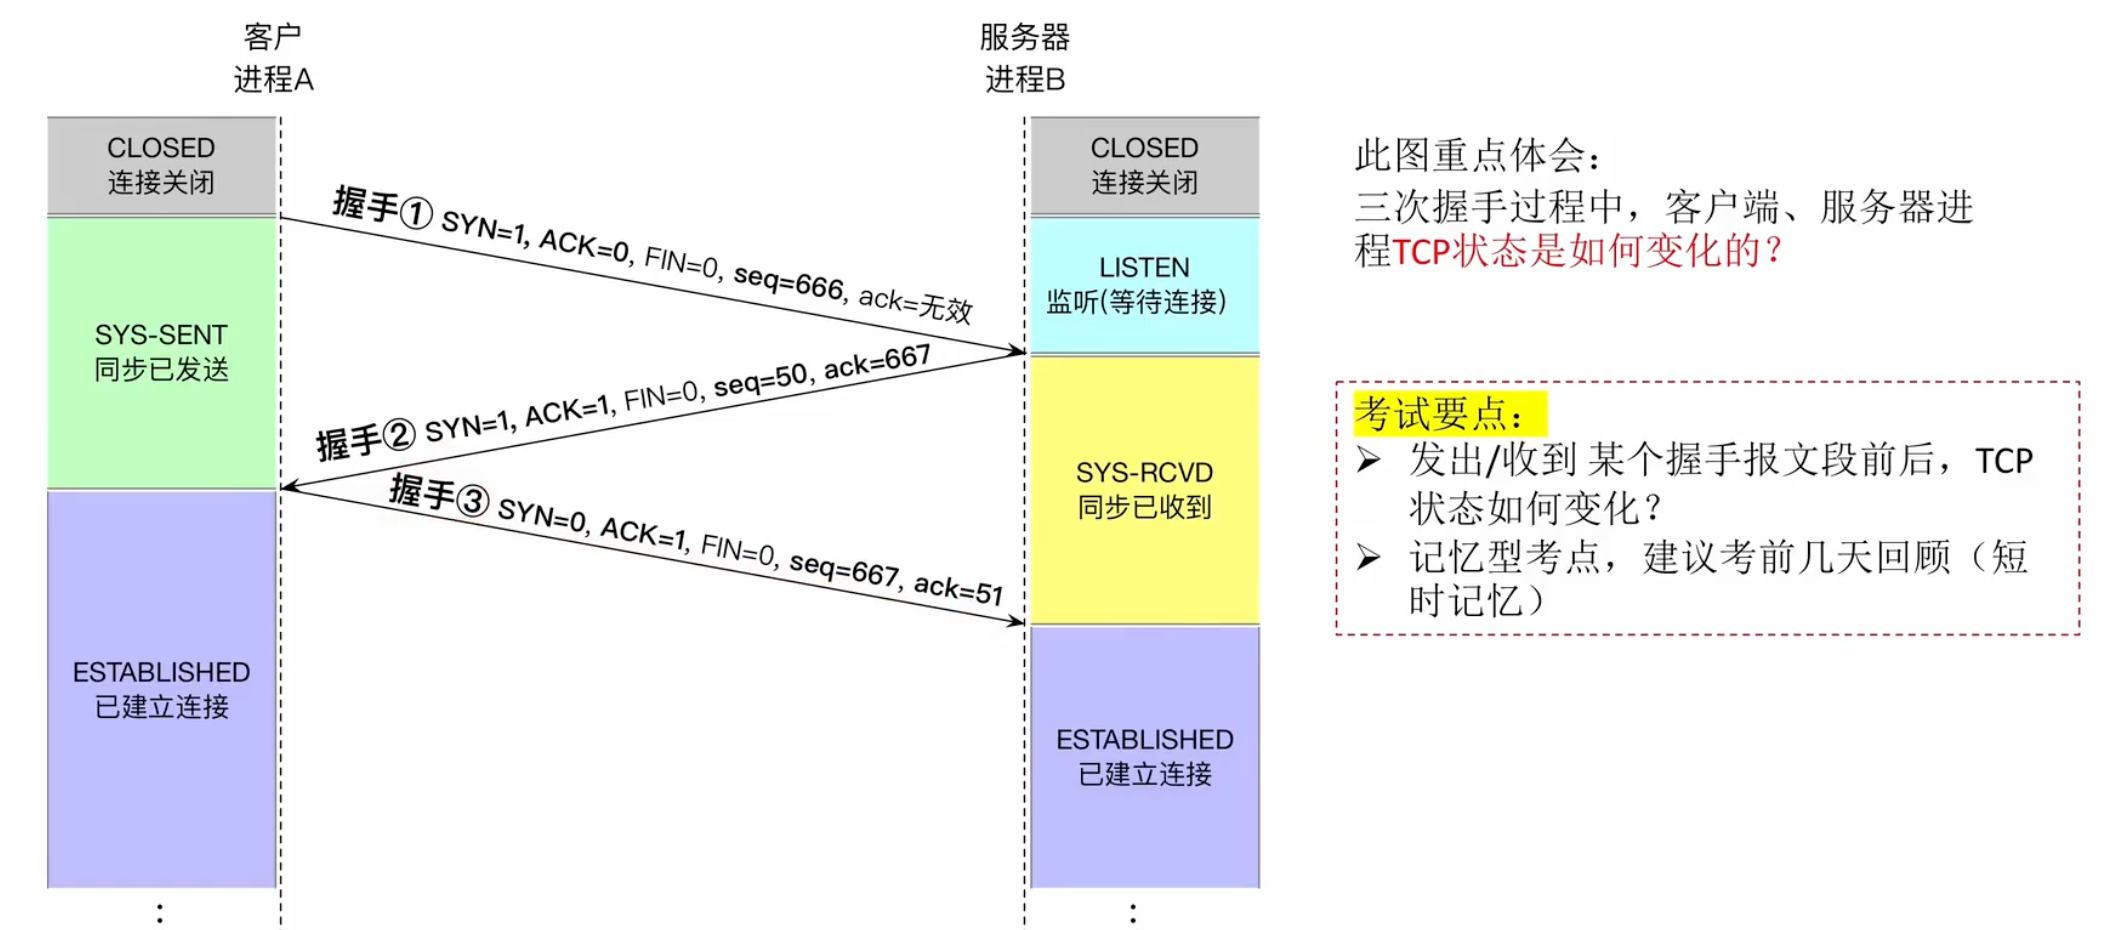 客户
进程A
服务器
进程B
CLOSED
连接关闭
CLOSED
连接关闭
握手① SYN=1, ACK=0, FIN=0, seq=666, ack=无效
SYS-SENT
同步已发送
LISTEN
监听(等待连接)
握手② SYN=1, ACK=1, FIN=0, seq=50, ack=667
SYS-RCVD
同步已收到
握手③ SYN=0, ACK=1, FIN=0, seq=667, ack=51
ESTABLISHED
已建立连接
ESTABLISHED
已建立连接
⋮
⋮
此图重点体会：
三次握手过程中，客户端、服务器进
程TCP状态是如何变化的？
考试要点：
➢ 发出/收到 某个握手报文段前后，TCP
状态如何变化？
➢ 记忆型考点，建议考前几天回顾（短
时记忆）